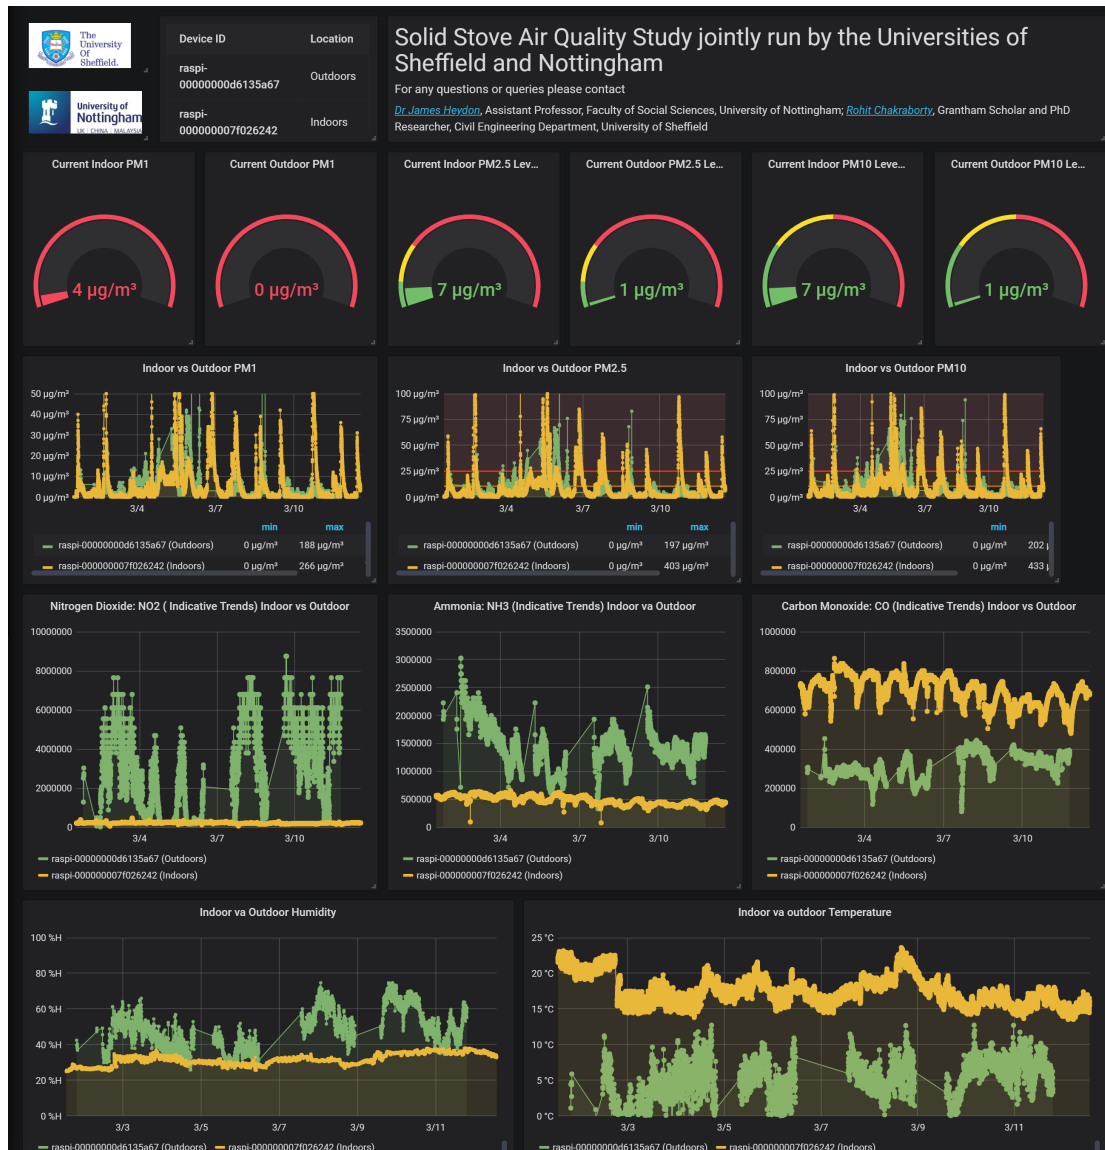 The
University
Of
Sheffield.
University of
Nottingham
UK | CHINA | MALAYSIA
Device ID Location
raspi-
00000000d6135a67 Outdoors
raspi-
000000007f026242 Indoors
Solid Stove Air Quality Study jointly run by the Universities of
Sheffield and Nottingham
For any questions or queries please contact
Dr James Heydon, Assistant Professor, Faculty of Social Sciences, University of Nottingham; Rohit Chakraborty, Grantham Scholar and PhD
Researcher, Civil Engineering Department, University of Sheffield
Current Indoor PM1
4 μg/m³
Current Outdoor PM1
0 μg/m³
Current Indoor PM2.5 Lev...
7 μg/m³
Current Outdoor PM2.5 Le...
1 μg/m³
Current Indoor PM10 Leve...
7 μg/m³
Current Outdoor PM10 Le...
1 μg/m³
Indoor vs Outdoor PM1
50 μg/m³
40 μg/m³
30 μg/m³
20 μg/m³
10 μg/m³
0 μg/m³
3/4 3/7 3/10
min max
raspi-00000000d6135a67 (Outdoors) 0 μg/m³ 188 μg/m³
raspi-000000007f026242 (Indoors) 0 μg/m³ 266 μg/m³
Indoor vs Outdoor PM2.5
100 μg/m³
75 μg/m³
50 μg/m³
25 μg/m³
0 μg/m³
3/4 3/7 3/10
min max
raspi-00000000d6135a67 (Outdoors) 0 μg/m³ 197 μg/m³
raspi-000000007f026242 (Indoors) 0 μg/m³ 403 μg/m³
Indoor vs Outdoor PM10
100 μg/m³
75 μg/m³
50 μg/m³
25 μg/m³
0 μg/m³
3/4 3/7 3/10
min
raspi-00000000d6135a67 (Outdoors) 0 μg/m³ 202
raspi-000000007f026242 (Indoors) 0 μg/m³ 433
Nitrogen Dioxide: NO2 ( Indicative Trends) Indoor vs Outdoor
10000000
8000000
6000000
4000000
2000000
0
3/4 3/7 3/10
raspi-00000000d6135a67 (Outdoors)
raspi-000000007f026242 (Indoors)
Ammonia: NH3 (Indicative Trends) Indoor va Outdoor
3500000
3000000
2500000
2000000
1500000
1000000
500000
0
3/4 3/7 3/10
raspi-00000000d6135a67 (Outdoors)
raspi-000000007f026242 (Indoors)
Carbon Monoxide: CO (Indicative Trends) Indoor vs Outdoor
1000000
800000
600000
400000
200000
0
3/4 3/7 3/10
raspi-00000000d6135a67 (Outdoors)
raspi-000000007f026242 (Indoors)
Indoor va Outdoor Humidity
100 %H
80 %H
60 %H
40 %H
20 %H
0 %H
3/3 3/5 3/7 3/9 3/11
raspi-00000000d6135a67 (Outdoors) raspi-000000007f026242 (Indoors)
Indoor va outdoor Temperature
25 °C
20 °C
15 °C
10 °C
5 °C
0 °C
3/3 3/5 3/7 3/9 3/11
raspi-00000000d6135a67 (Outdoors) raspi-000000007f026242 (Indoors)